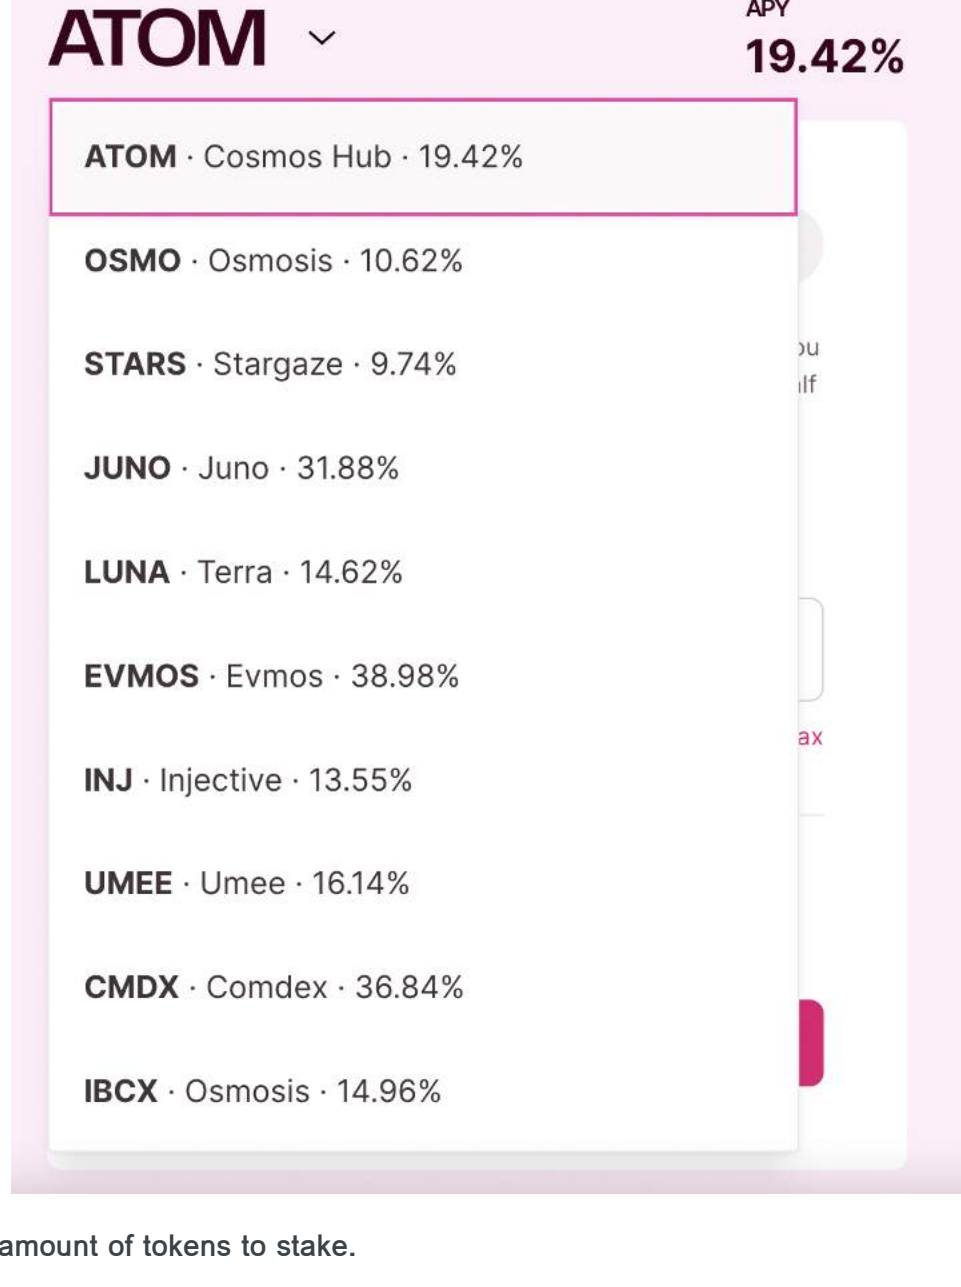 ATOM
APY
19.42%
ATOM · Cosmos Hub · 19.42%
OSMO · Osmosis · 10.62%
STARS · Stargaze · 9.74%
JUNO · Juno · 31.88%
LUNA · Terra · 14.62%
EVMOS · Evmos · 38.98%
INJ · Injective · 13.55%
UMEE · Umee · 16.14%
CMDX · Comdex · 36.84%
IBCX · Osmosis · 14.96%
amount of tokens to stake.